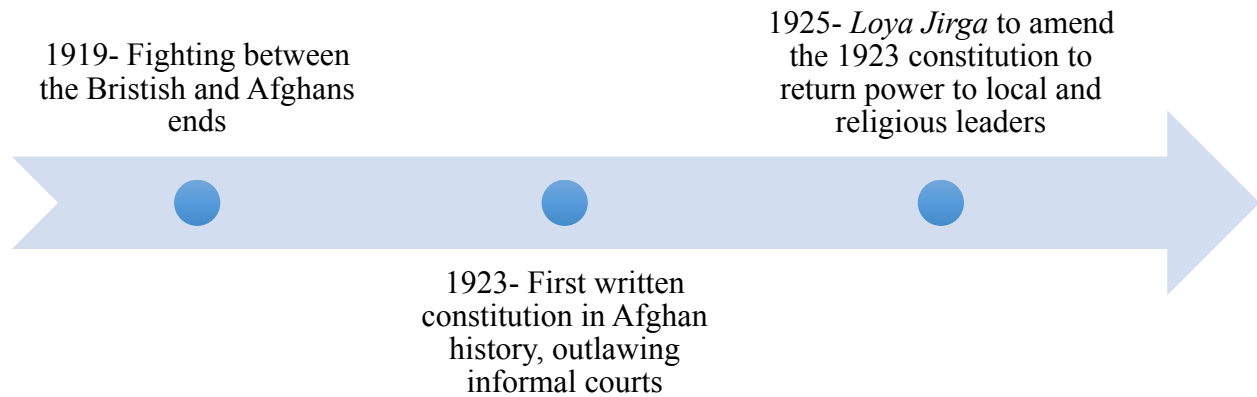 1919- Fighting between
the Bristish and Afghans
ends
1923- First written
constitution in Afghan
history, outlawing
informal courts
1925- Loya Jirga to amend
the 1923 constitution to
return power to local and
religious leaders